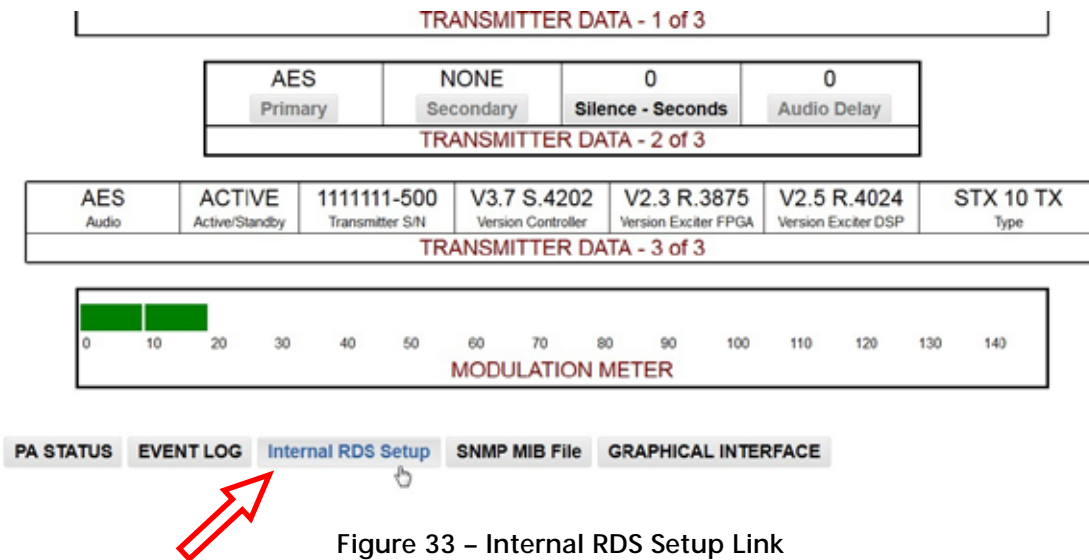 TRANSMITTER DATA - 1 of 3
AES NONE 0 0
Primary Secondary Silence - Seconds Audio Delay
TRANSMITTER DATA - 2 of 3
AES ACTIVE 1111111-500 V3.7 S.4202 V2.3 R.3875 V2.5 R.4024 STX 10 TX
Audio Active/Standby Transmitter S/N Version Controller Version Exciter FPGA Version Exciter DSP Type
TRANSMITTER DATA - 3 of 3
0 10 20 30 40 50 60 70 80 90 100 110 120 130 140
MODULATION METER
PA STATUS EVENT LOG Internal RDS Setup SNMP MIB File GRAPHICAL INTERFACE
Figure 33 – Internal RDS Setup Link